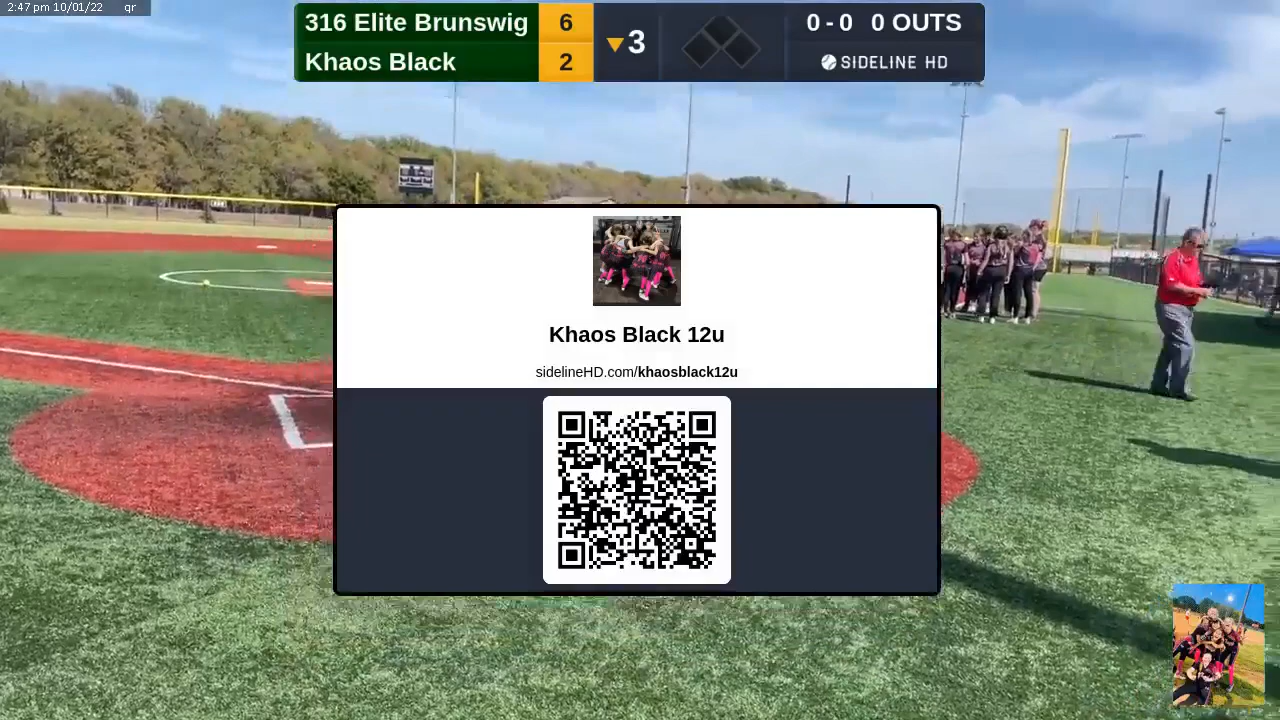 2:47 pm 10/01/22 qr
316 Elite Brunswig 6
Khaos Black 2
▼3
0 - 0 0 OUTS
SIDELINE HD
Khaos Black 12u
sidelineHD.com/khaosblack12u